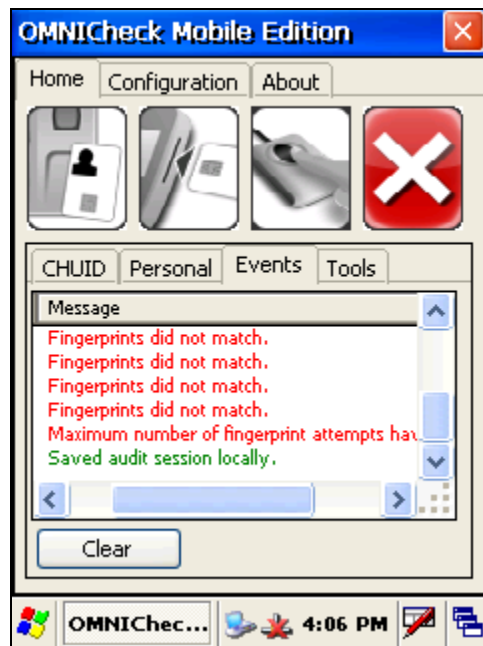 OMNICheck Mobile Edition
Home Configuration About
CHUID Personal Events Tools
Message
Fingerprints did not match.
Fingerprints did not match.
Fingerprints did not match.
Fingerprints did not match.
Maximum number of fingerprint attempts hav
Saved audit session locally.
Clear
OMNIChec... 4:06 PM